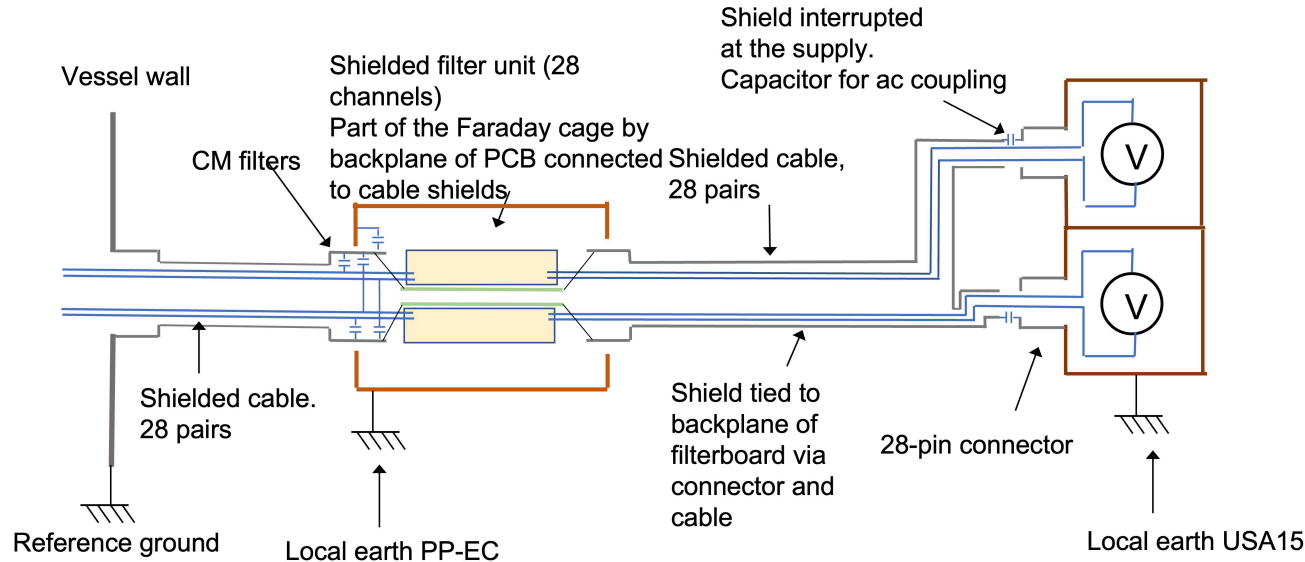 Shield interrupted
at the supply.
Capacitor for ac coupling
Vessel wall
Shielded filter unit (28
channels)
Part of the Faraday cage by
backplane of PCB connected
to cable shields
CM filters
Shielded cable,
28 pairs
V
V
Shielded cable.
28 pairs
Shield tied to
backplane of
filterboard via
connector and
cable
28-pin connector
Reference ground
Local earth PP-EC
Local earth USA15